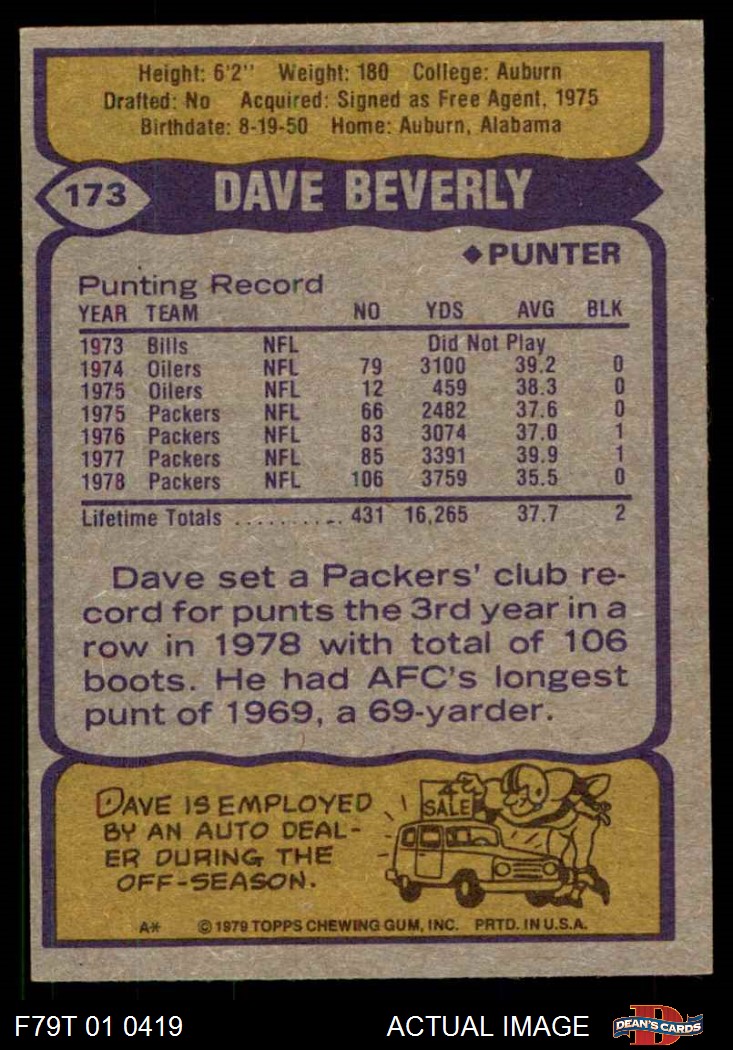 Height: 6'2" Weight: 180 College: Auburn
Drafted: No Acquired: Signed as Free Agent, 1975
Birthdate: 8-19-50 Home: Auburn, Alabama
173 DAVE BEVERLY
◆PUNTER
Punting Record
YEAR TEAM NO YDS AVG BLK
1973 Bills NFL Did Not Play
1974 Oilers NFL 79 3100 39.2 0
1975 Oilers NFL 12 459 38.3 0
1975 Packers NFL 66 2482 37.6 0
1976 Packers NFL 83 3074 37.0 1
1977 Packers NFL 85 3391 39.9 1
1978 Packers NFL 106 3759 35.5 0
Lifetime Totals .......... 431 16,265 37.7 2
Dave set a Packers' club re-
cord for punts the 3rd year in a
row in 1978 with total of 106
boots. He had AFC's longest
punt of 1969, a 69-yarder.
DAVE IS EMPLOYED
BY AN AUTO DEAL-
ER DURING THE
OFF-SEASON.
4
SALE
A* © 1979 TOPPS CHEWING GUM, INC. PRTD. IN U.S.A.
F79T 01 0419 ACTUAL IMAGE D DEAN'S CARDS